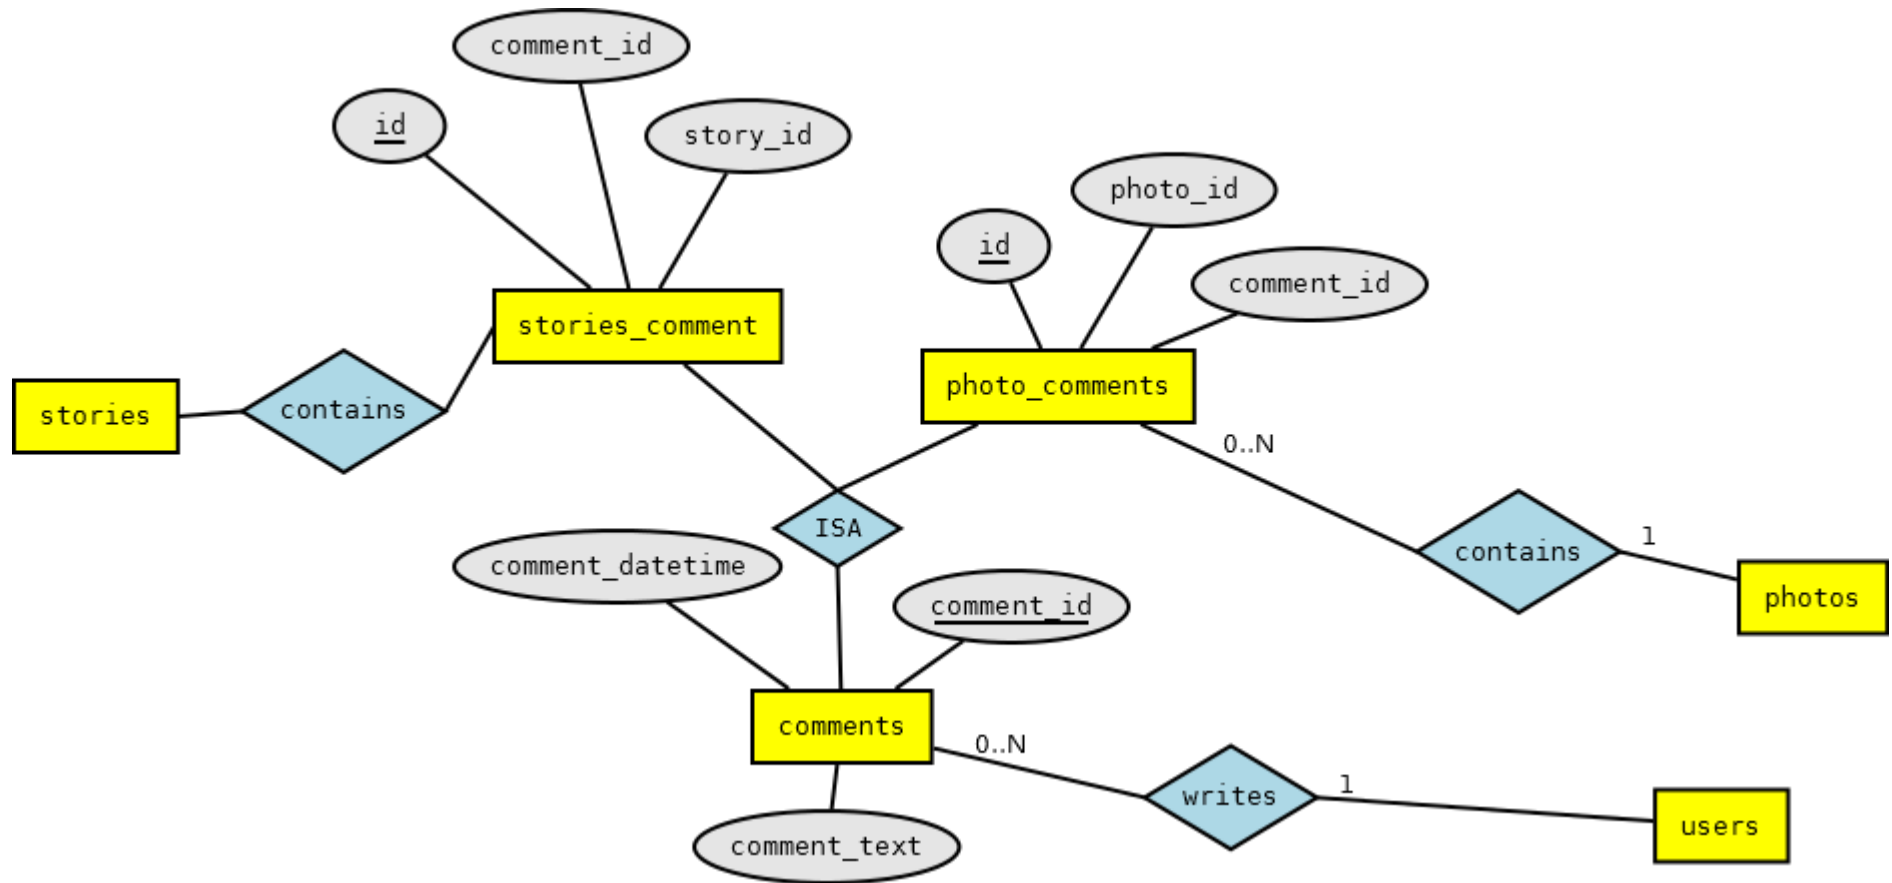 comment_id
id
story_id
photo_id
id
comment_id
stories_comment
photo_comments
contains
stories
0..N
ISA
1
contains
comment_datetime
photos
comment_id
comments
0..N
1
writes
users
comment_text